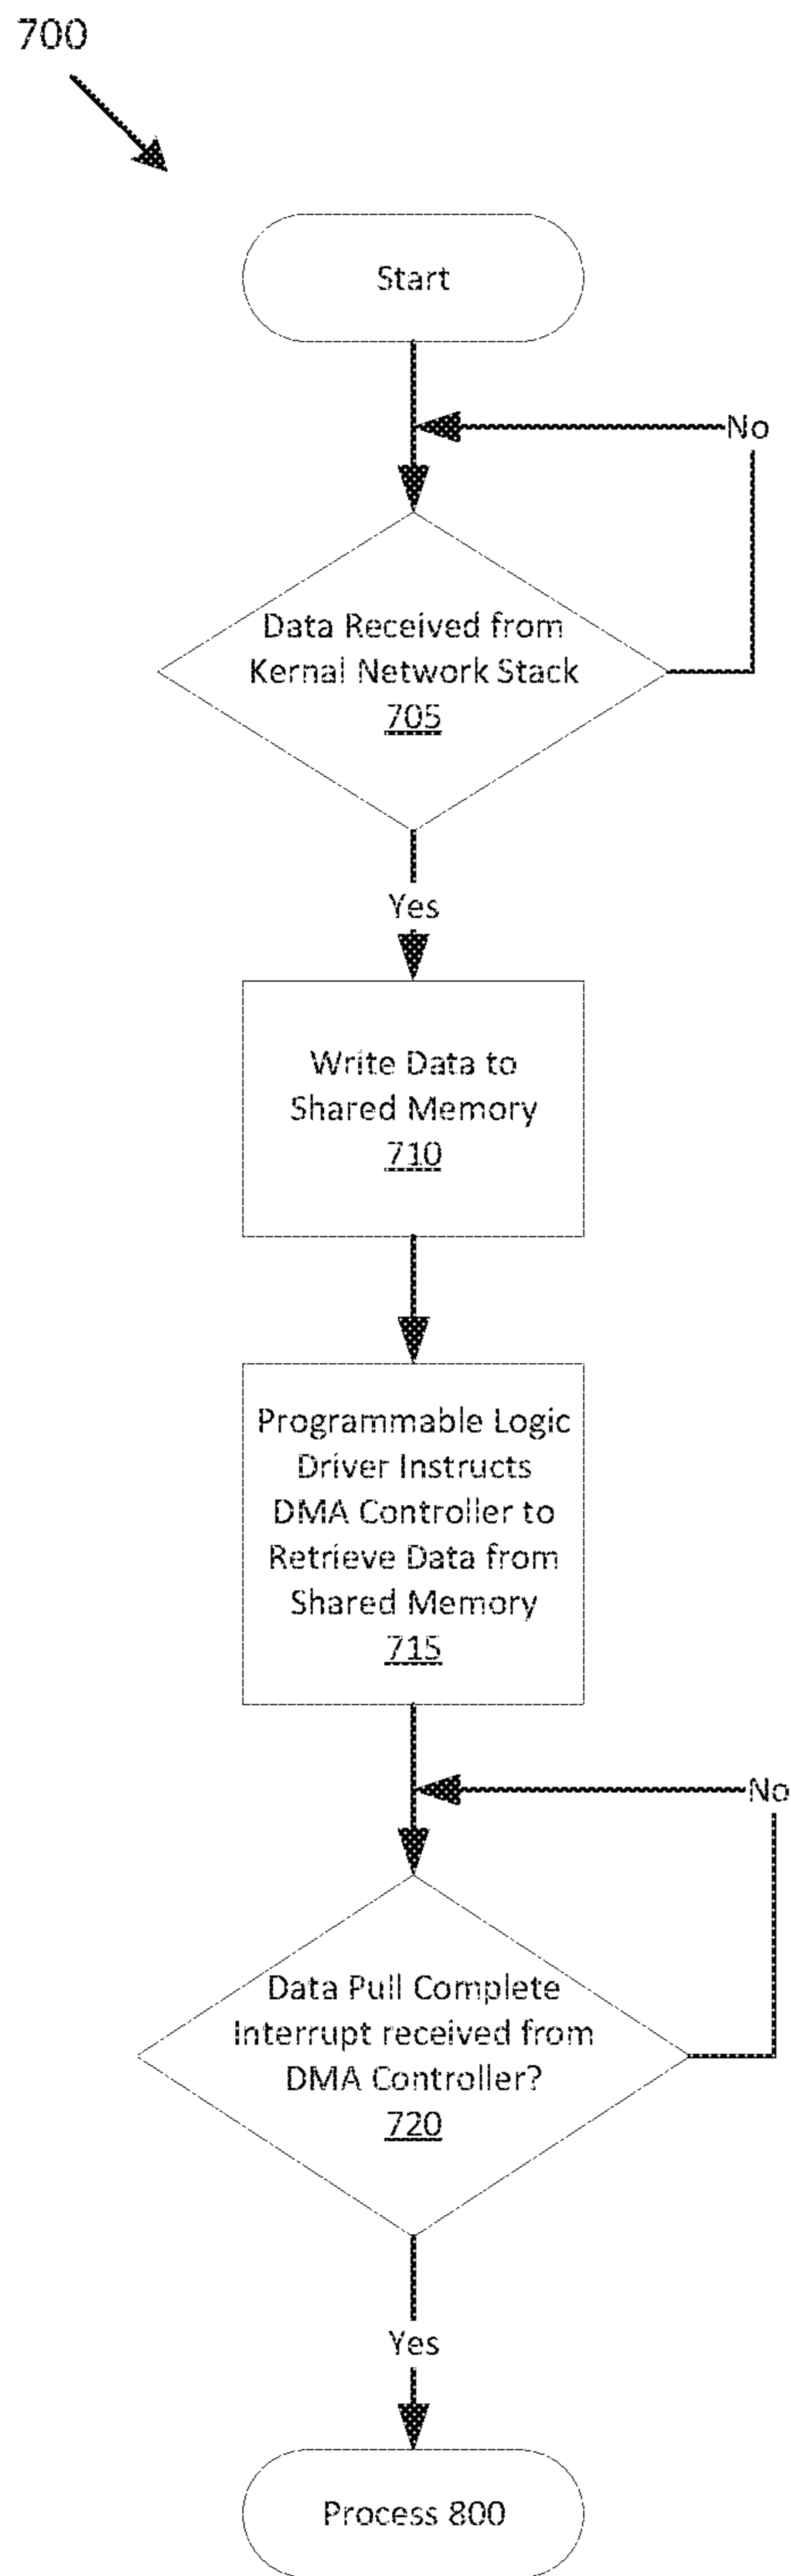 700
Start
No
Data Received from
Kernal Network Stack
705
Yes
Write Data to
Shared Memory
710
Programmable Logic
Driver Instructs
DMA Controller to
Retrieve Data from
Shared Memory
715
No
Data Pull Complete
Interrupt received from
DMA Controller?
720
Yes
Process 800